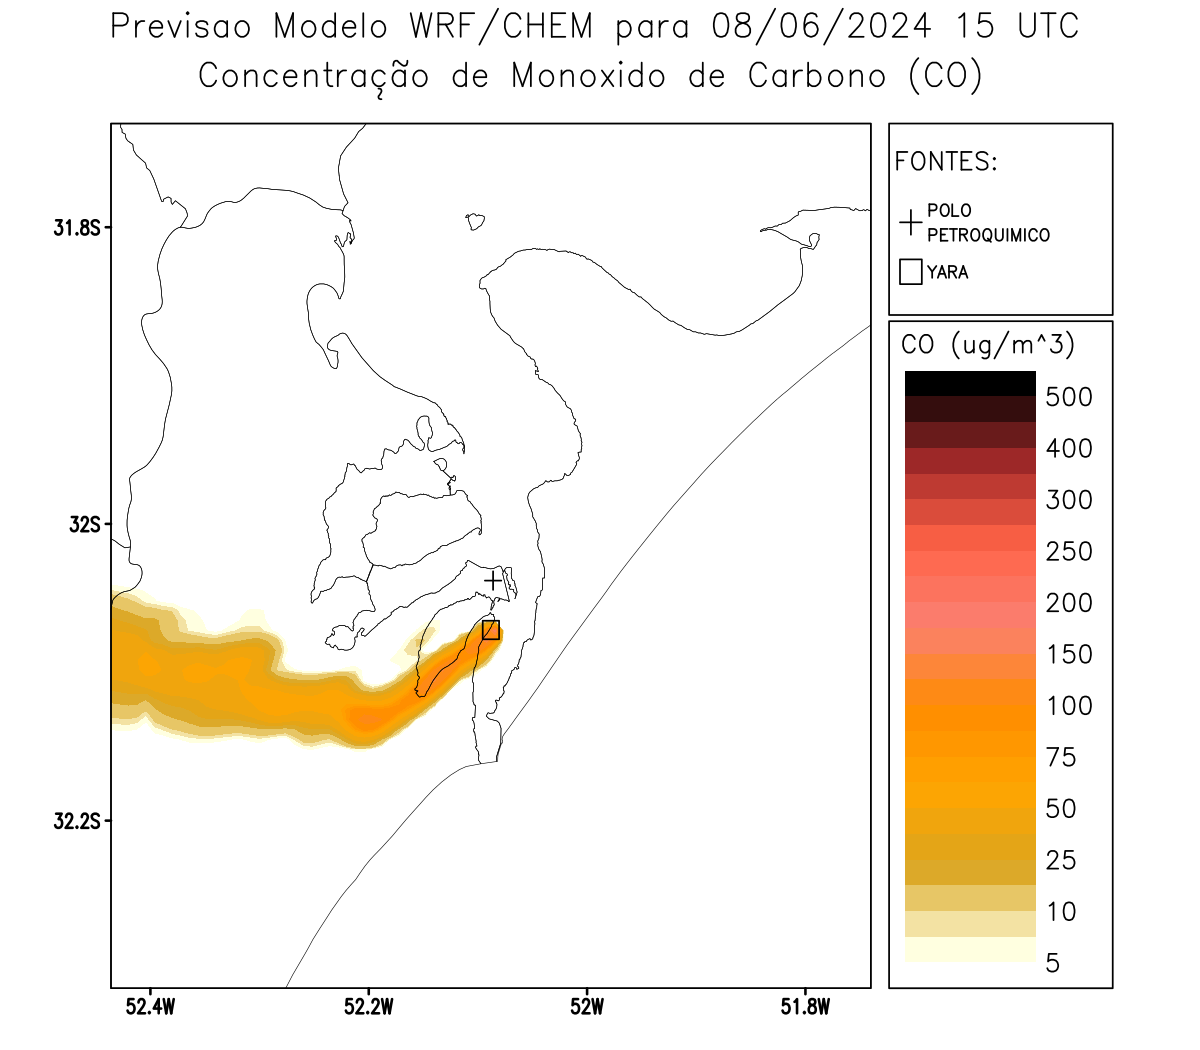 Previsao Modelo WRF/CHEM para 08/06/2024 15 UTC
Concentração de Monoxido de Carbono (CO)
FONTES:
POLO
PETROQUIMICO
YARA
31.8S
32S
32.2S
52.4W
52.2W
52W
51.8W
CO (ug/m^3)
500
400
300
250
200
150
100
75
50
25
10
5